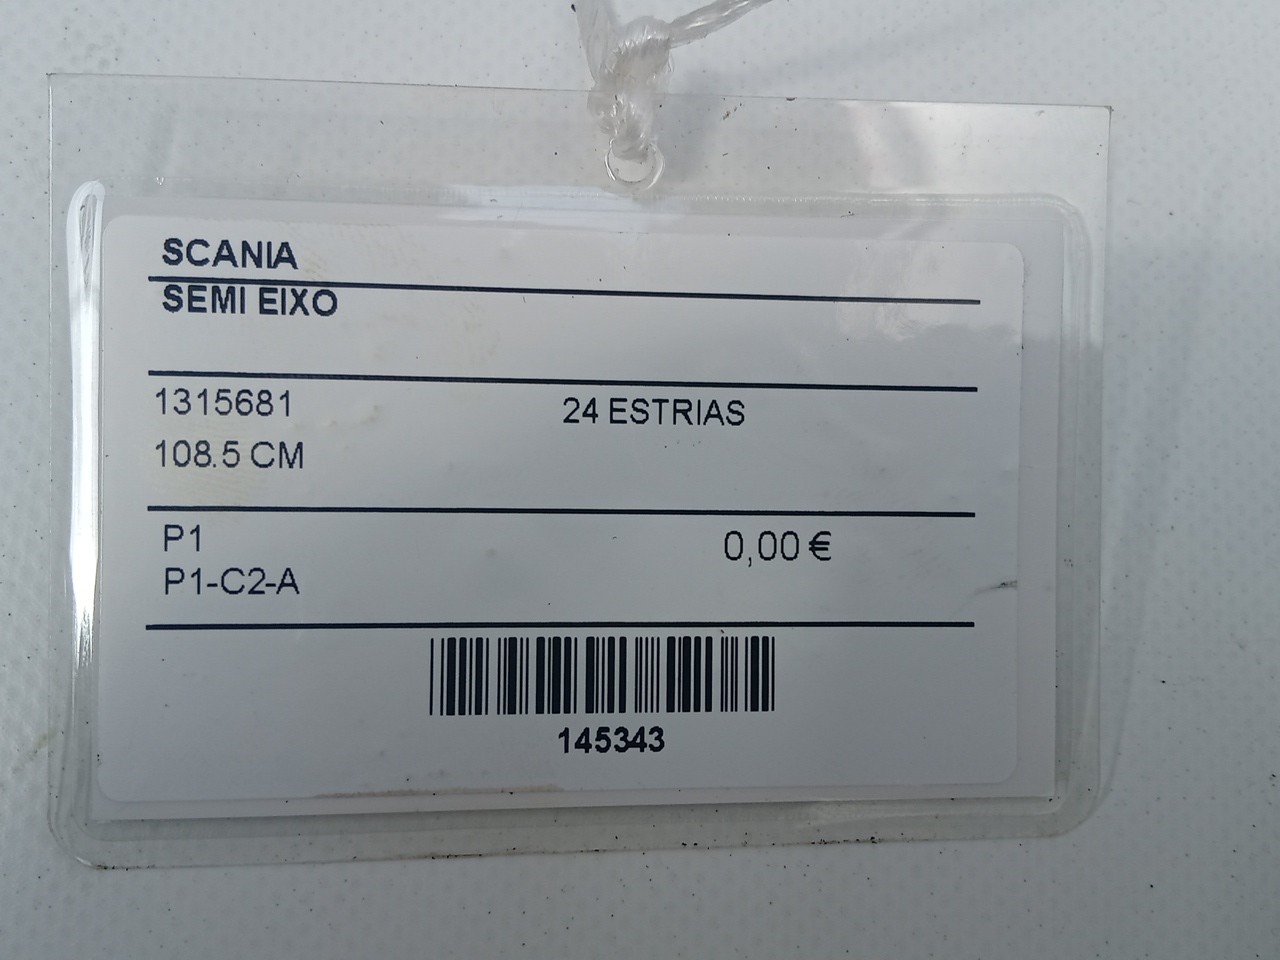 SCANIA
SEMI EIXO
1315681 24 ESTRIAS
108.5 CM
P1 0,00 €
P1-C2-A
145343